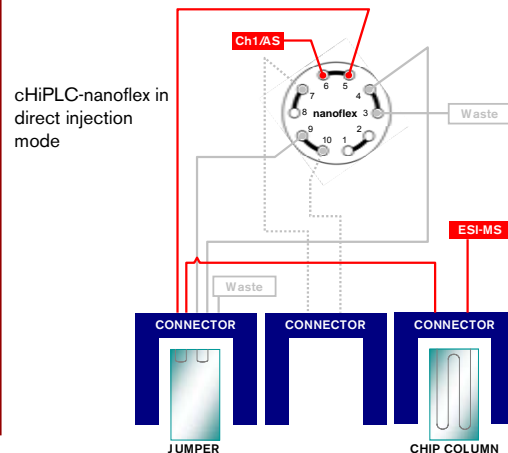 cHiPLC-nanoflex in
direct injection
mode
Ch1/AS
6 5
7 4
8 nanoflex 3
9 2
10 1
Waste
ESI-MS
Waste
CONNECTOR CONNECTOR CONNECTOR
JUMPER CHIP COLUMN